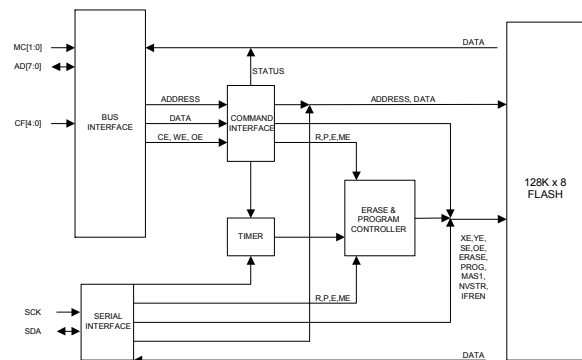 MC[1:0]
AD[7:0]
CF[4:0]
BUS
INTERFACE
DATA
STATUS
ADDRESS
DATA
CE, WE, OE
COMMAND
INTERFACE
ADDRESS, DATA
R,P,E,ME
128K x 8
FLASH
ERASE &
PROGRAM
CONTROLLER
TIMER
XE,YE,
SE,OE,
ERASE,
PROG,
MAS1,
NVSTR,
IFREN
R,P,E,ME
SCK
SDA
SERIAL
INTERFACE
DATA